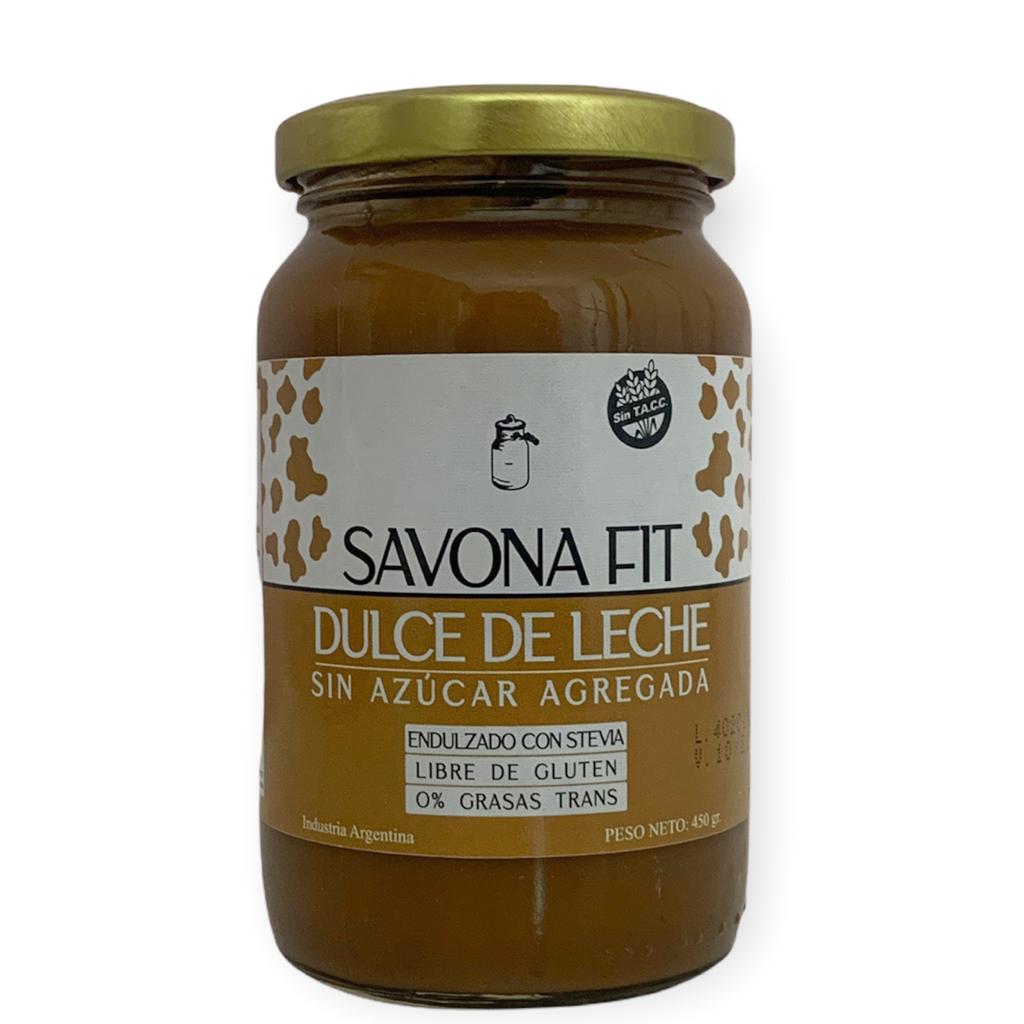 Sin T.A.C.C.
SAVONA FIT
DULCE DE LECHE
SIN AZÚCAR AGREGADA
ENDULZADO CON STEVIA
LIBRE DE GLUTEN
0% GRASAS TRANS
Industria Argentina
PESO NETO: 450 gr.